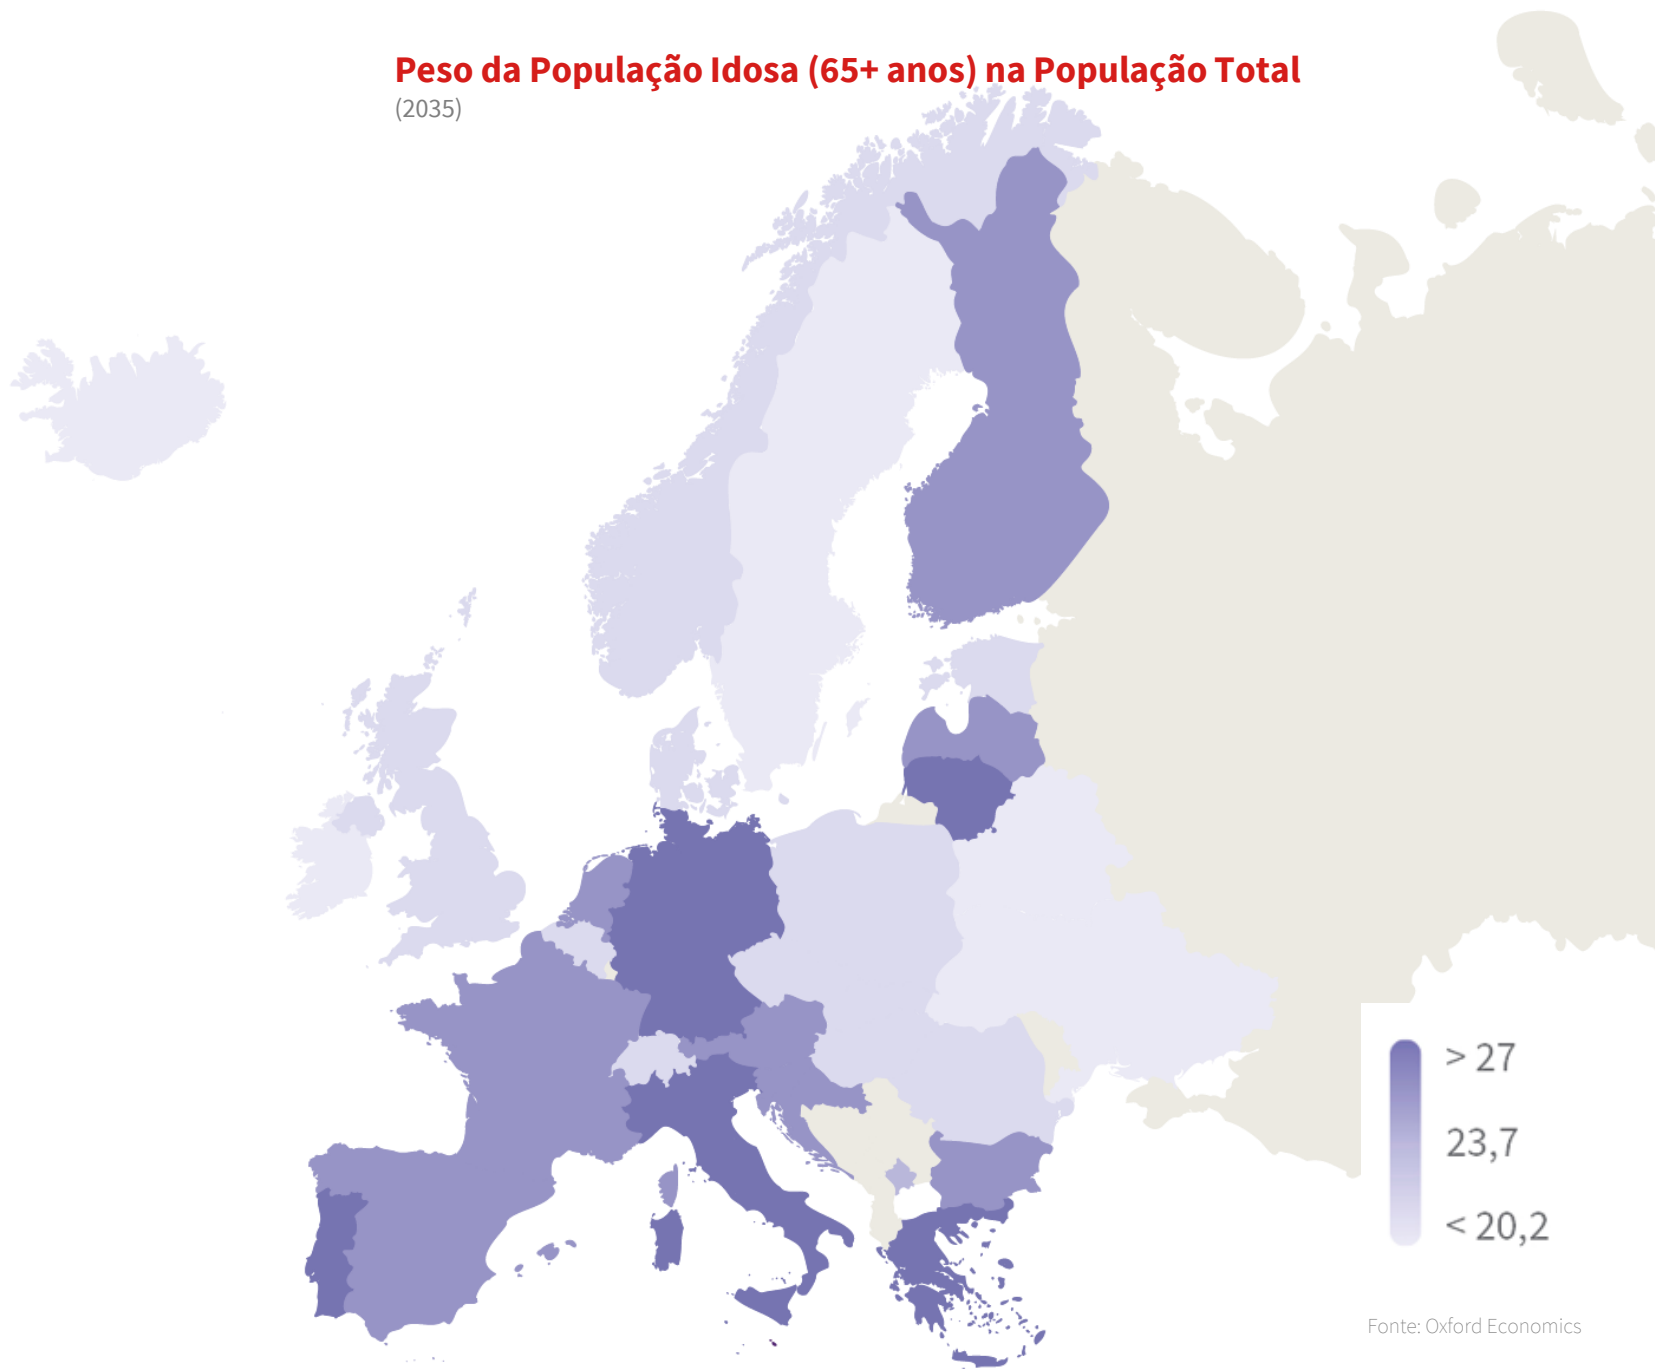 Peso da População Idosa (65+ anos) na População Total
(2035)
> 27
23,7
< 20,2
Fonte: Oxford Economics